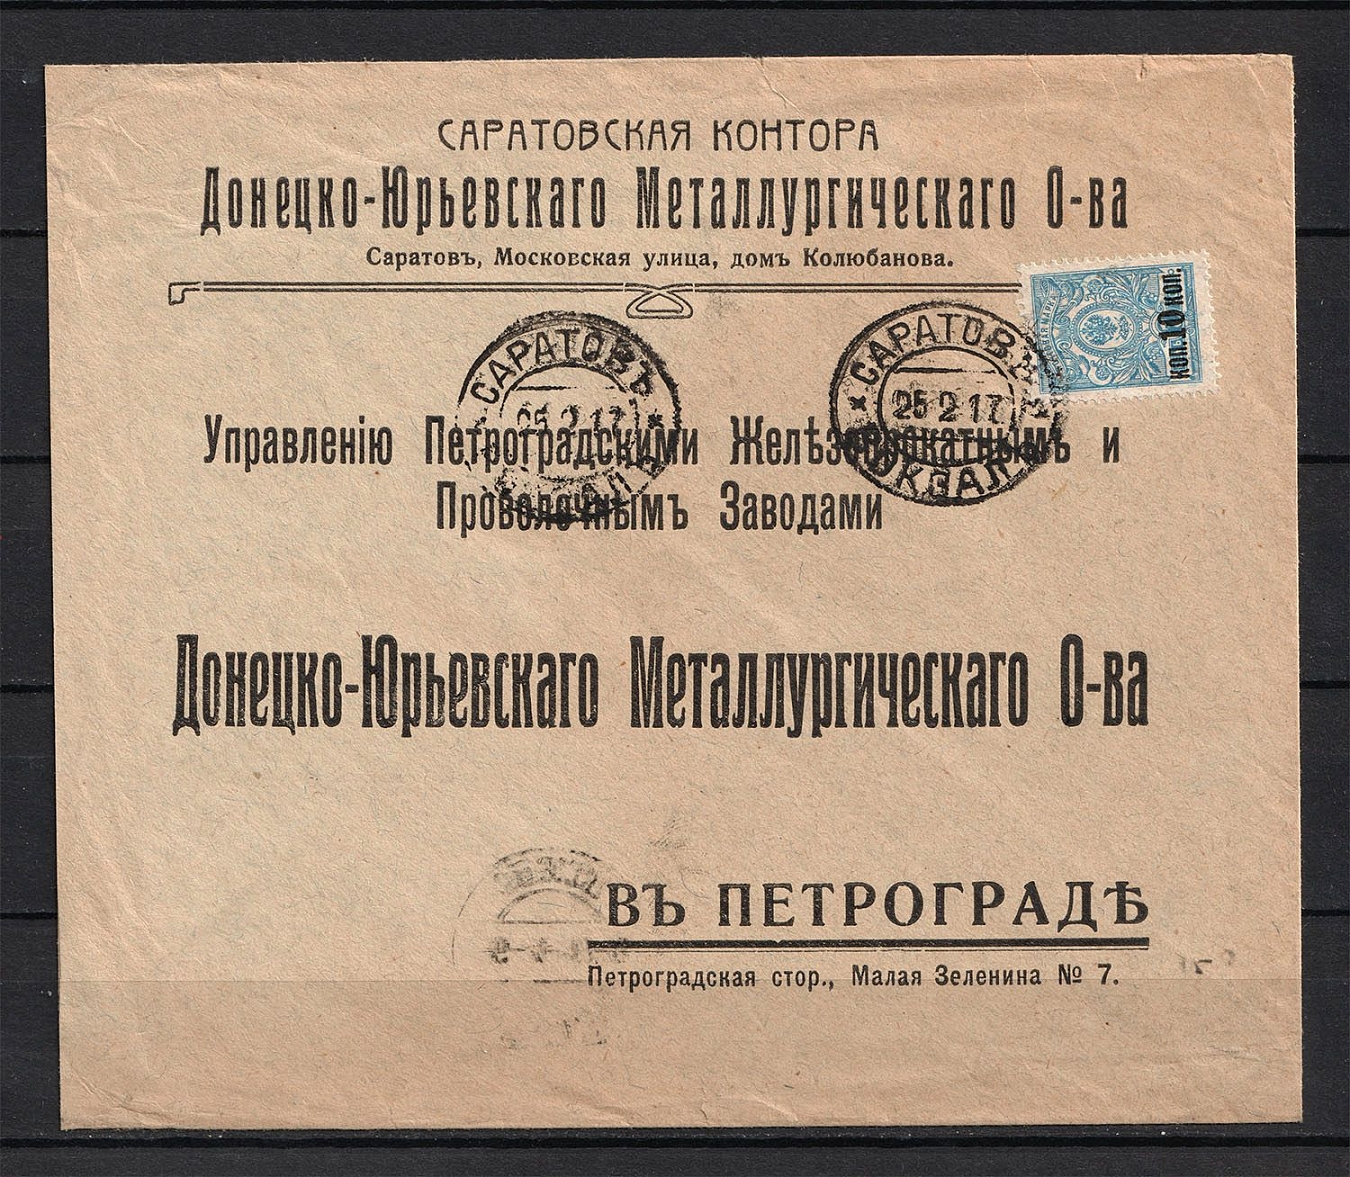 САРАТОВСКАЯ КОНТОРА
Донецко-Юрьевскаго Металлургическаго О-ва
Саратовъ, Московская улица, домъ Колюбанова.
коп. 10 коп.
САРАТОВЪ
25 2 17
САРАТОВЪ
25 2 17
ВОКЗАЛ
Управленію Петроградскими Желѣзопрокатнымъ и
Проволочнымъ Заводами
Донецко-Юрьевскаго Металлургическаго О-ва
ВЪ ПЕТРОГРАДѢ
Петроградская стор., Малая Зеленина № 7.